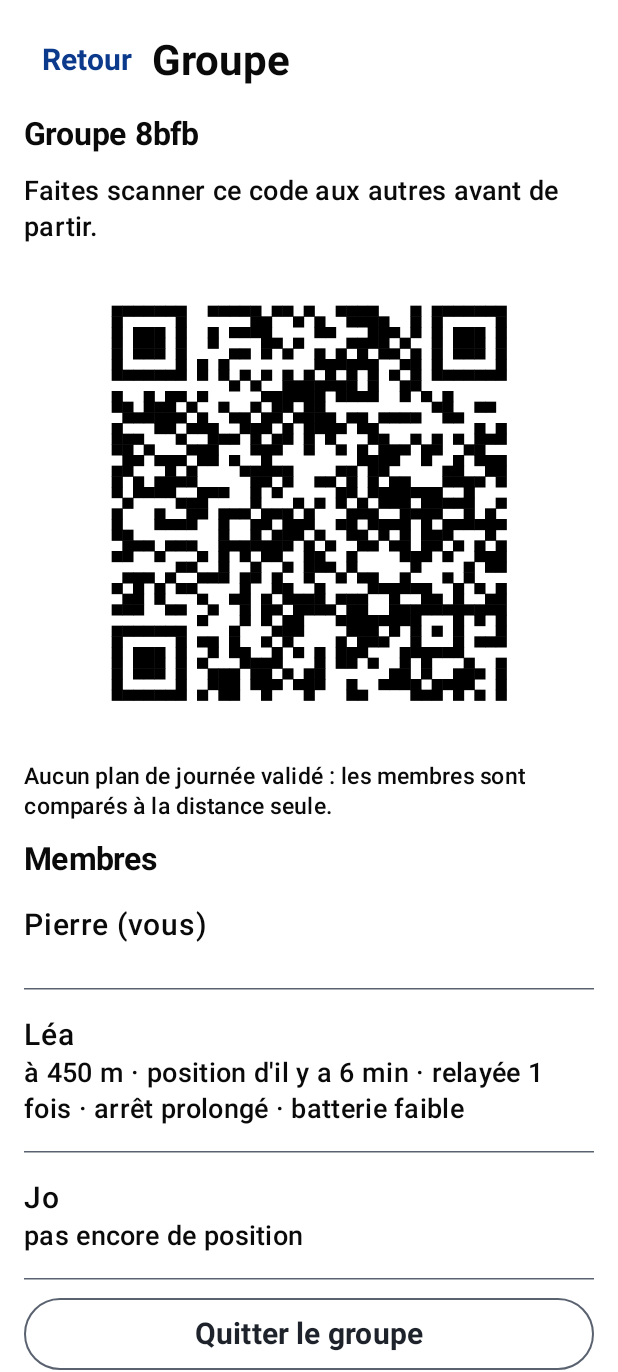 Retour Groupe
Groupe 8bfb
Faites scanner ce code aux autres avant de
partir.
Aucun plan de journée validé : les membres sont
comparés à la distance seule.
Membres
Pierre (vous)
Léa
à 450 m · position d'il y a 6 min · relayée 1
fois · arrêt prolongé · batterie faible
Jo
pas encore de position
Quitter le groupe